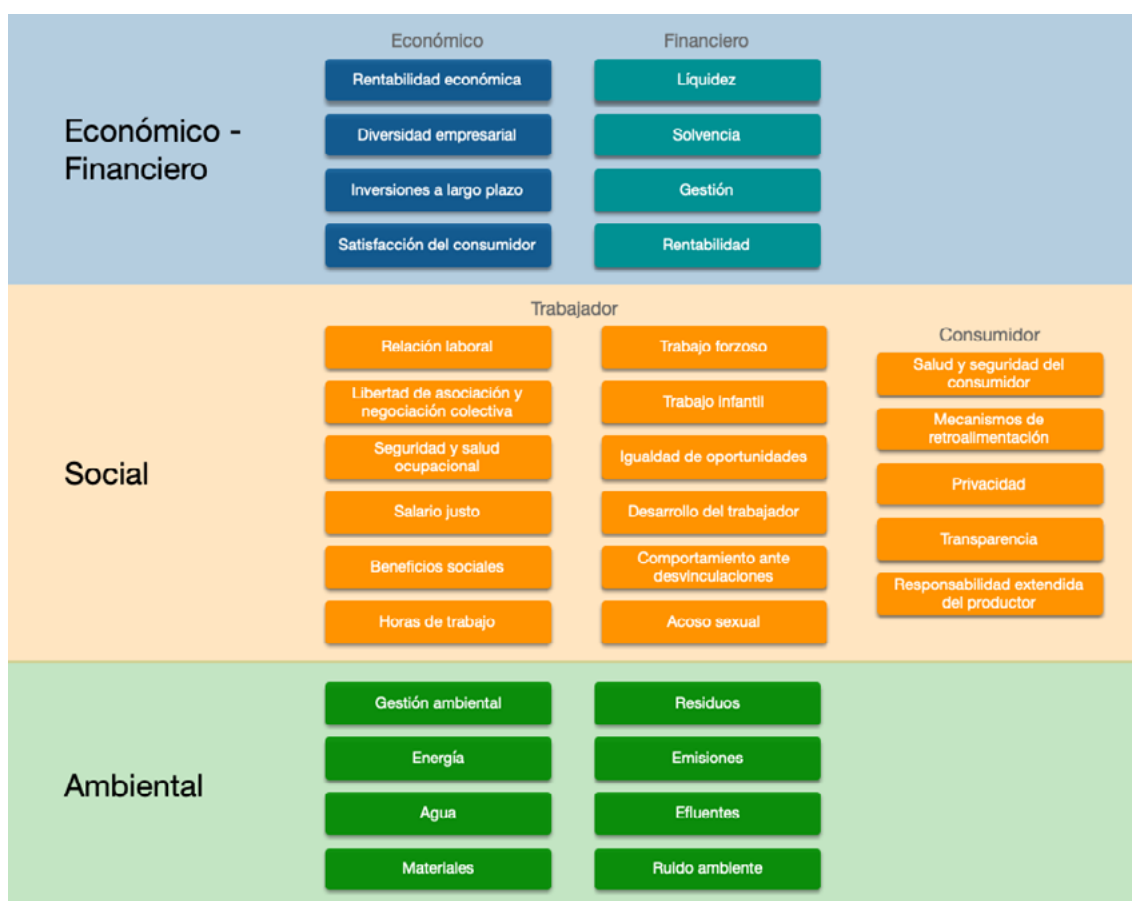 Económico -
Financiero
Económico
Rentabilidad económica
Diversidad empresarial
Inversiones a largo plazo
Satisfacción del consumidor
Financiero
Líquidez
Solvencia
Gestión
Rentabilidad
Social
Trabajador
Relación laboral
Libertad de asociación y
negociación colectiva
Seguridad y salud
ocupacional
Salario justo
Beneficios sociales
Horas de trabajo
Trabajo forzoso
Trabajo infantil
Igualdad de oportunidades
Desarrollo del trabajador
Comportamiento ante
desvinculaciones
Acoso sexual
Consumidor
Salud y seguridad del
consumidor
Mecanismos de
retroalimentación
Privacidad
Transparencia
Responsabilidad extendida
del productor
Ambiental
Gestión ambiental
Energía
Agua
Materiales
Residuos
Emisiones
Efluentes
Ruido ambiente